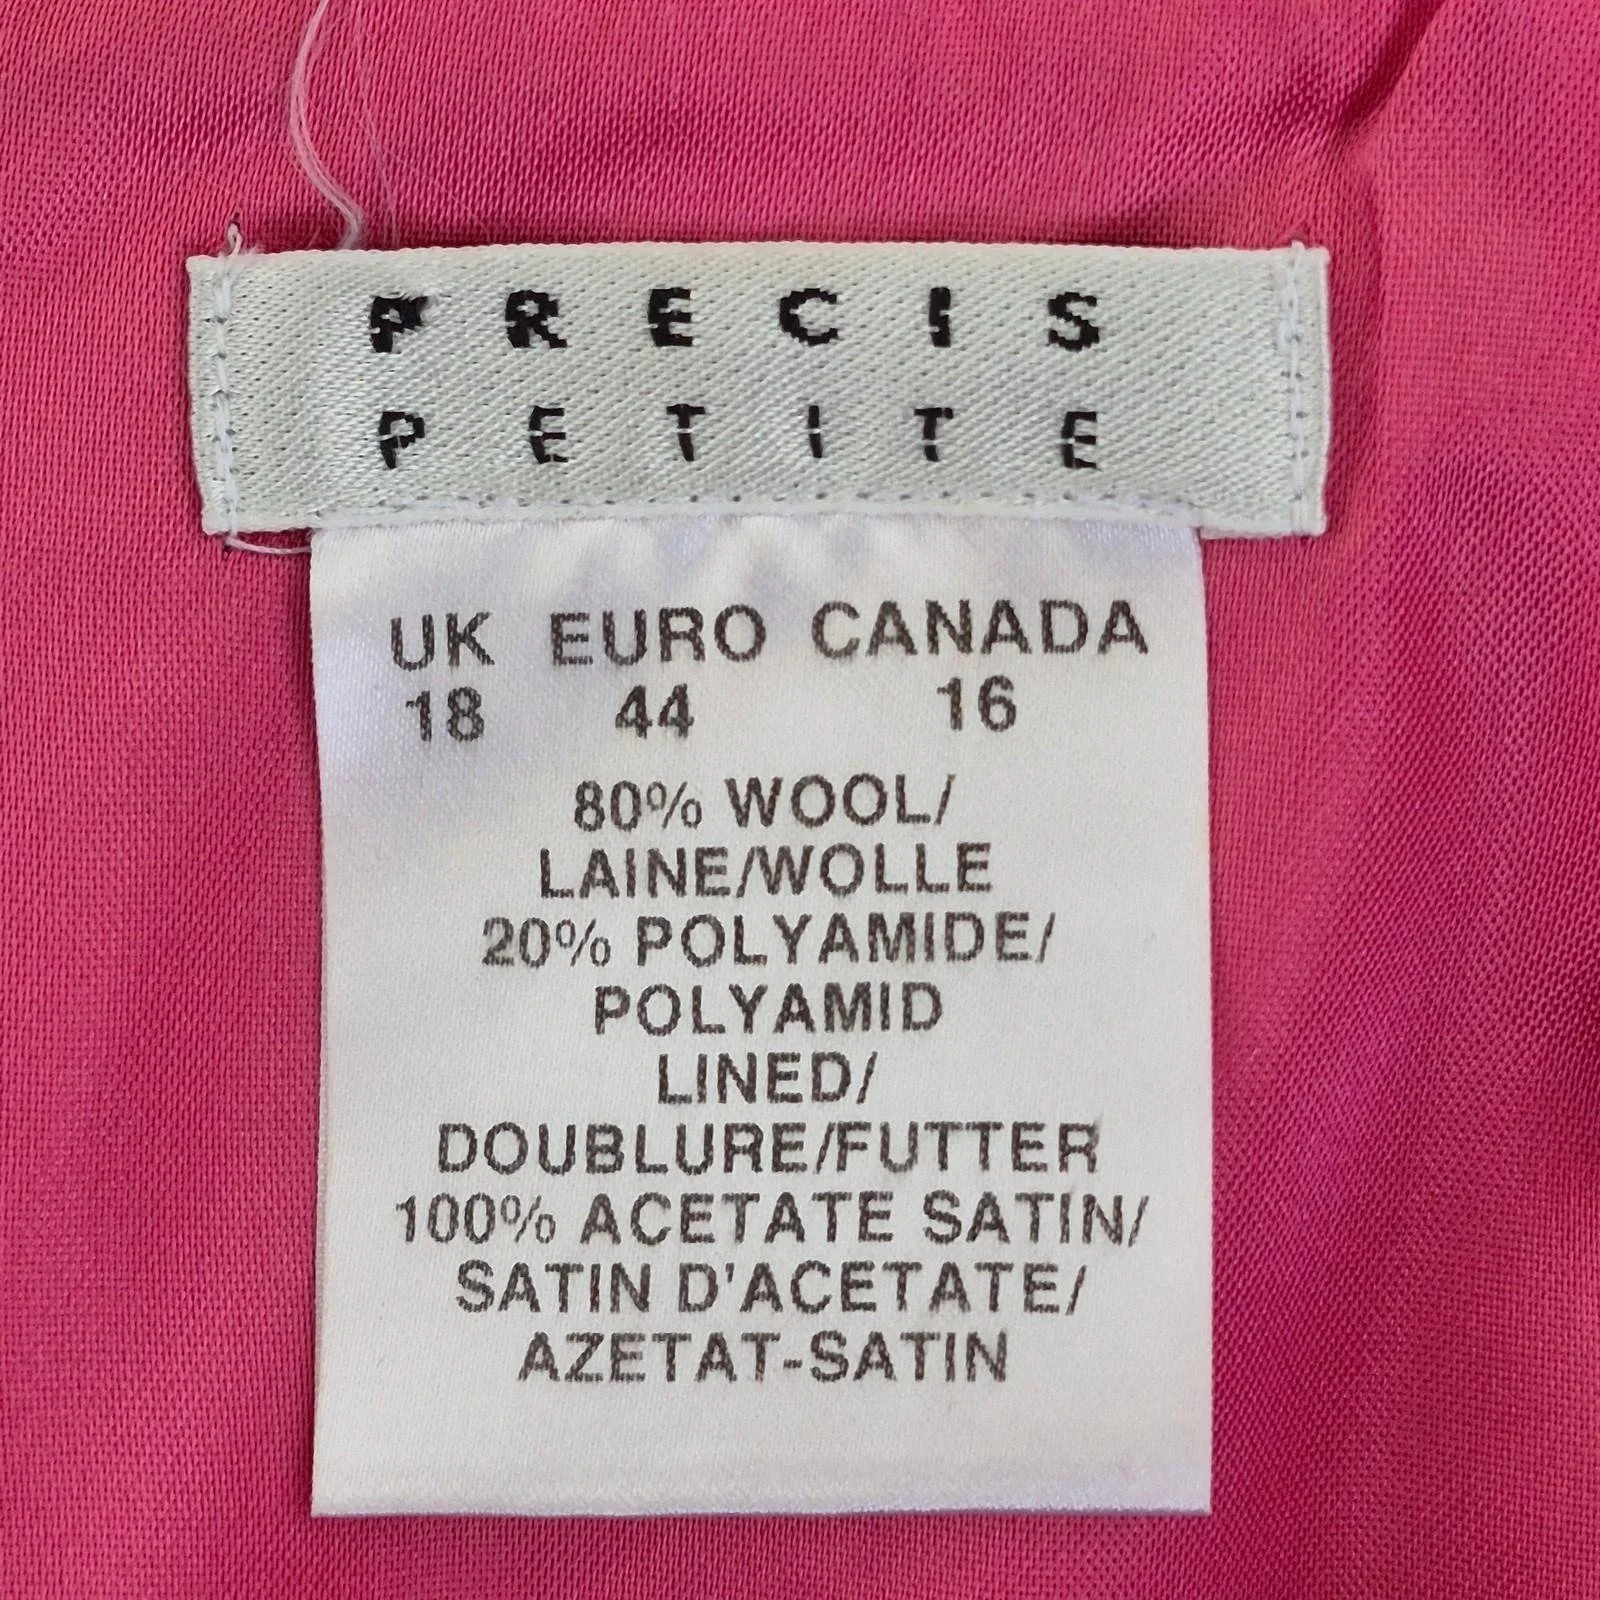 PRECIS
PETITE
UK EURO CANADA
18 44 16
80% WOOL/
LAINE/WOLLE
20% POLYAMIDE/
POLYAMID
LINED/
DOUBLURE/FUTTER
100% ACETATE SATIN/
SATIN D'ACETATE/
AZETAT-SATIN